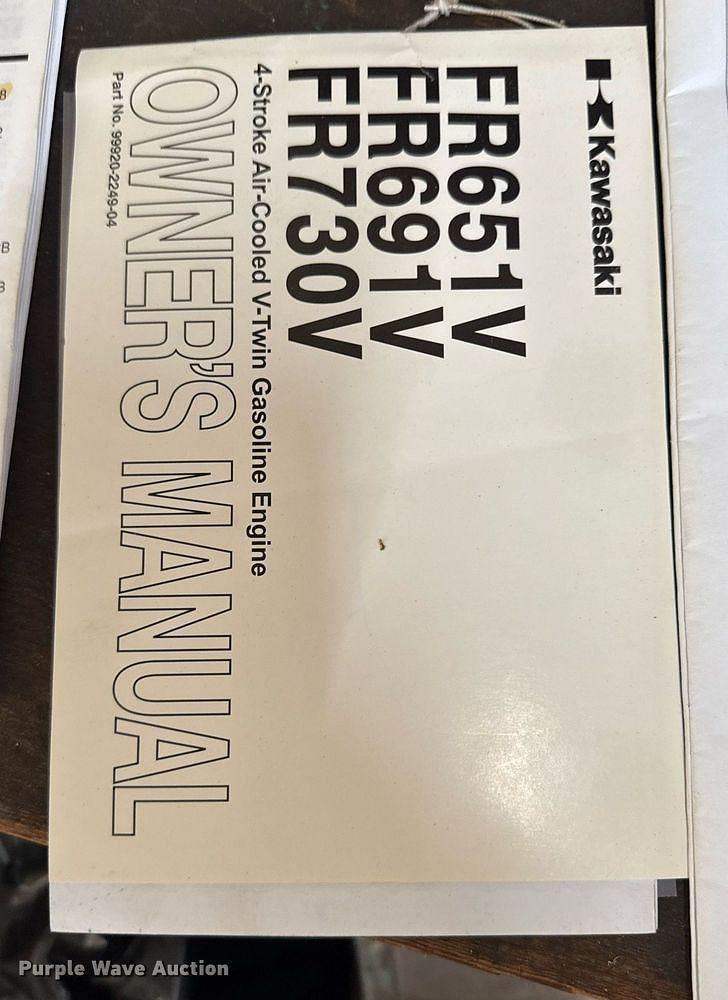 Kawasaki
FR651V
FR691V
FR730V
4-Stroke Air-Cooled V-Twin Gasoline Engine
OWNER'S MANUAL
Part No. 99920-2249-04
Purple Wave Auction